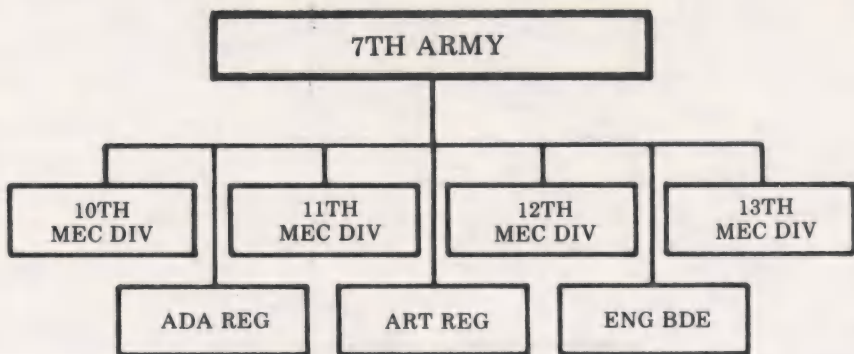 7TH ARMY
10TH
MEC DIV
11TH
MEC DIV
12TH
MEC DIV
13TH
MEC DIV
ADA REG
ART REG
ENG BDE